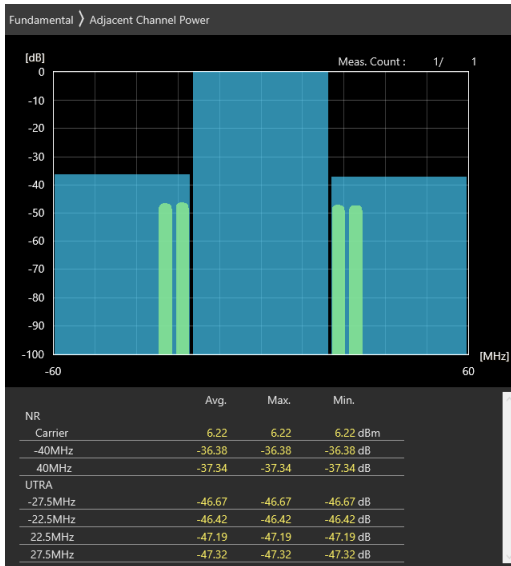 Fundamental 〉 Adjacent Channel Power
[dB]
Meas. Count : 1/ 1
0
-10
-20
-30
-40
-50
-60
-70
-80
-90
-100
[MHz]
-60 60
Avg. Max. Min.
NR
Carrier 6.22 6.22 6.22 dBm
-40MHz -36.38 -36.38 -36.38 dB
40MHz -37.34 -37.34 -37.34 dB
UTRA
-27.5MHz -46.67 -46.67 -46.67 dB
-22.5MHz -46.42 -46.42 -46.42 dB
22.5MHz -47.19 -47.19 -47.19 dB
27.5MHz -47.32 -47.32 -47.32 dB